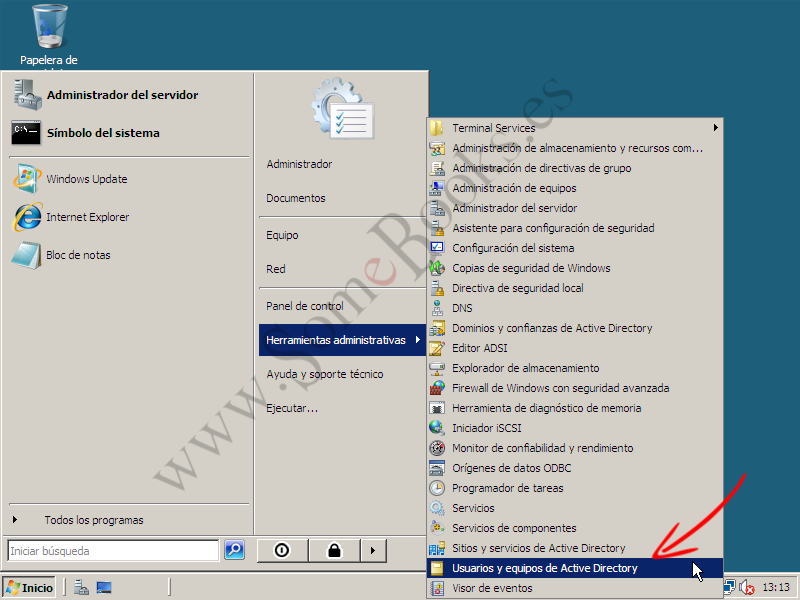 Papelera de
Administrador del servidor
Símbolo del sistema
Windows Update
Internet Explorer
Bloc de notas
Todos los programas
Iniciar búsqueda
Administrador
Documentos
Equipo
Red
Panel de control
Herramientas administrativas
Ayuda y soporte técnico
Ejecutar...
Terminal Services
Administración de almacenamiento y recursos com...
Administración de directivas de grupo
Administración de equipos
Administrador del servidor
Asistente para configuración de seguridad
Configuración del sistema
Copias de seguridad de Windows
Directiva de seguridad local
DNS
Dominios y confianzas de Active Directory
Editor ADSI
Explorador de almacenamiento
Firewall de Windows con seguridad avanzada
Herramienta de diagnóstico de memoria
Iniciador iSCSI
Monitor de confiabilidad y rendimiento
Orígenes de datos ODBC
Programador de tareas
Servicios
Servicios de componentes
Sitios y servicios de Active Directory
Usuarios y equipos de Active Directory
Visor de eventos
Inicio
13:13
www.SomeBooks.es